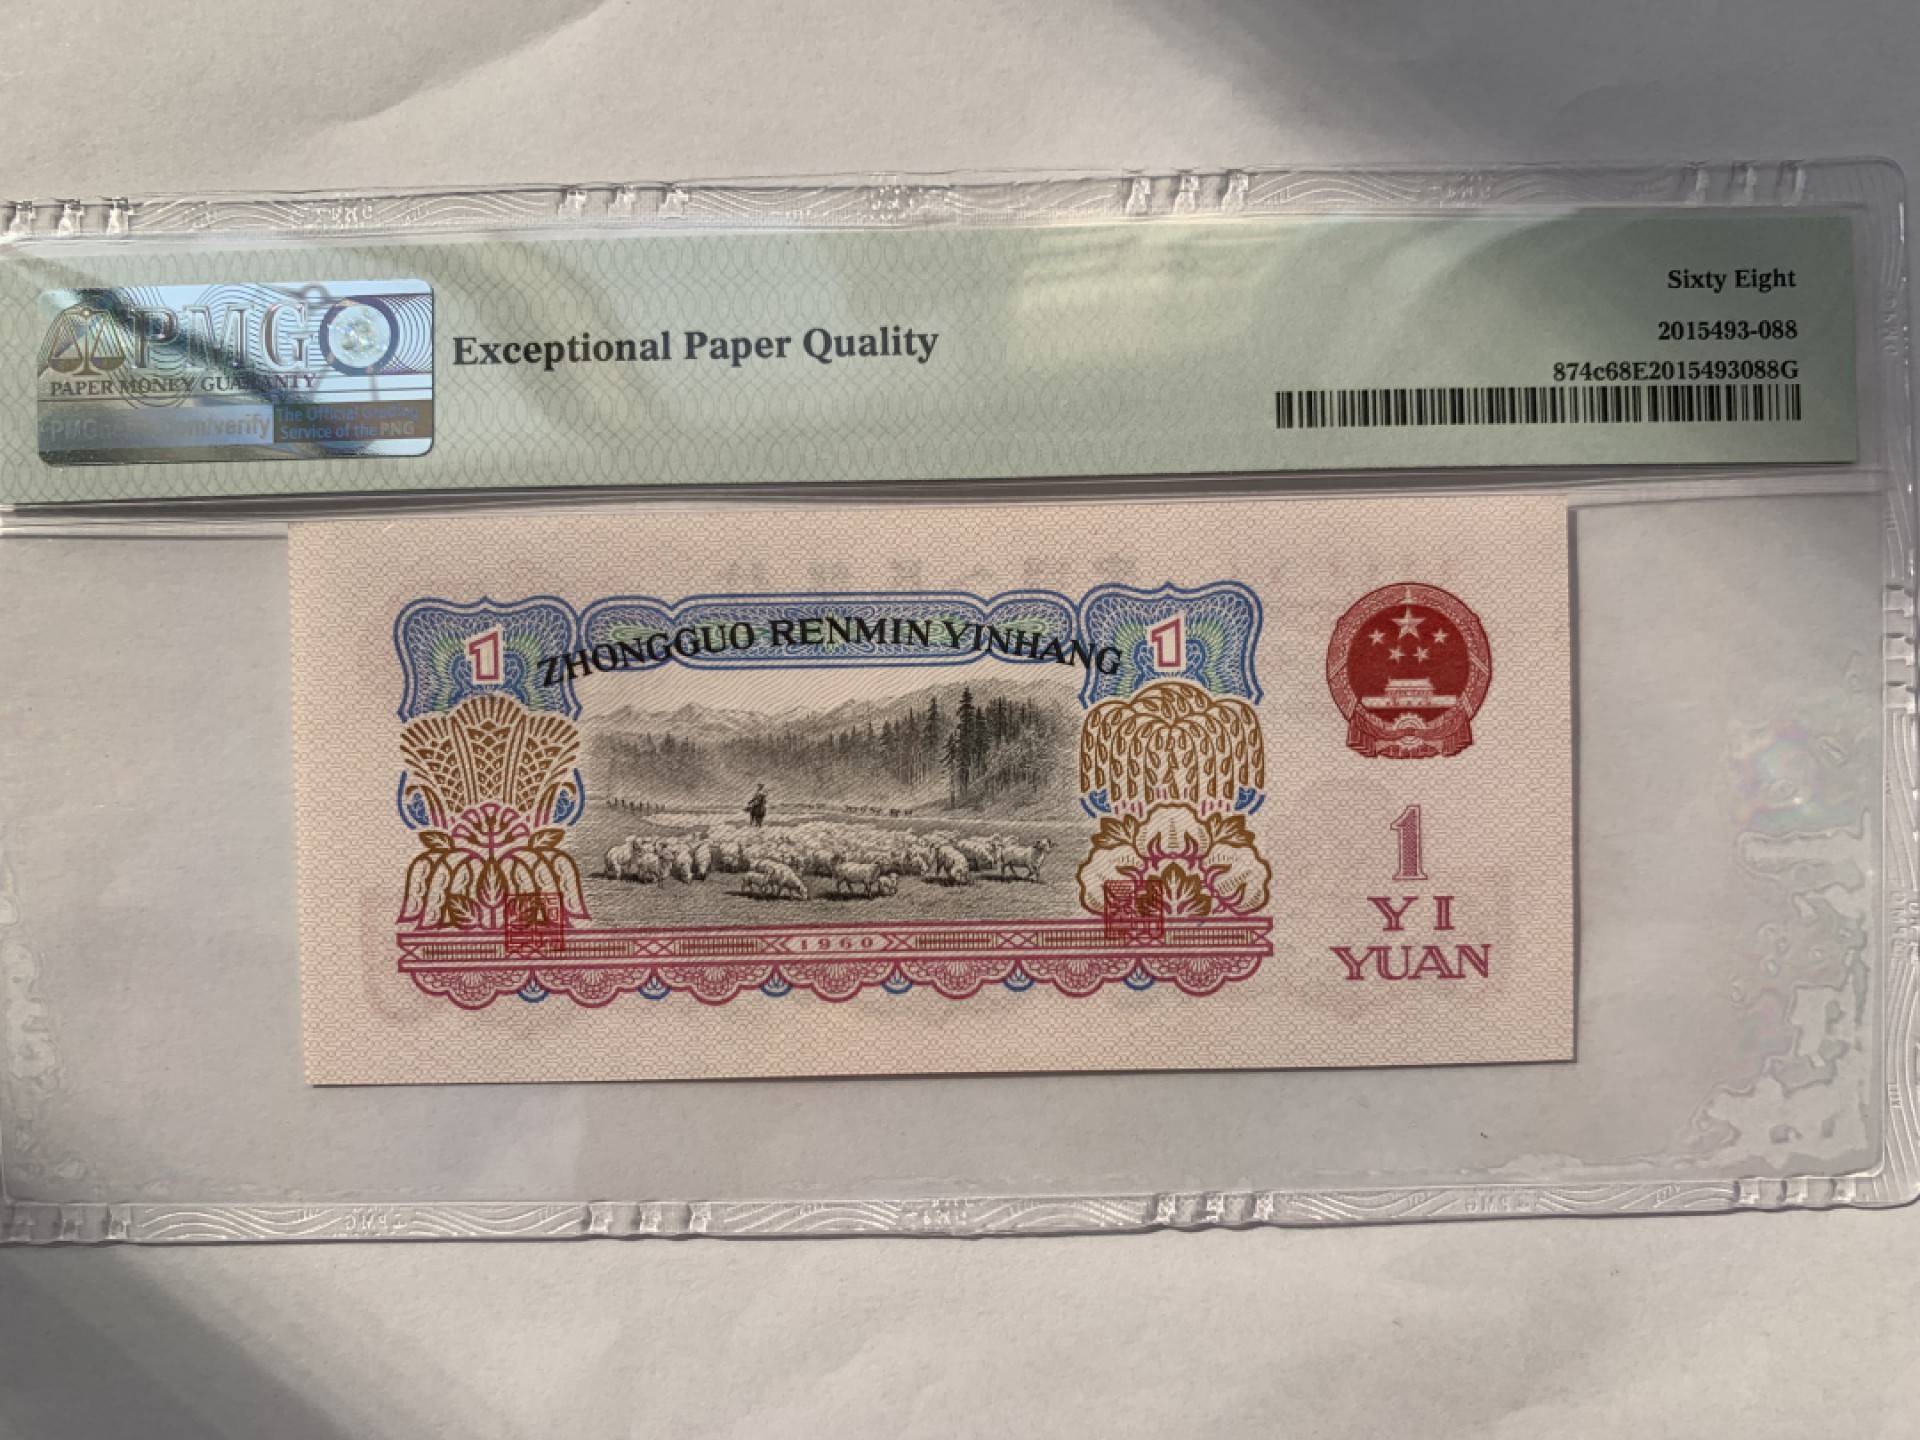 PMG
PAPER MONEY GUARANTY
The Official Grading
Service of the PNG
Exceptional Paper Quality
Sixty Eight
2015493-088
874c68E2015493088G
ZHONGGUO RENMIN YINHANG
1
1
1960
1
YI
YUAN